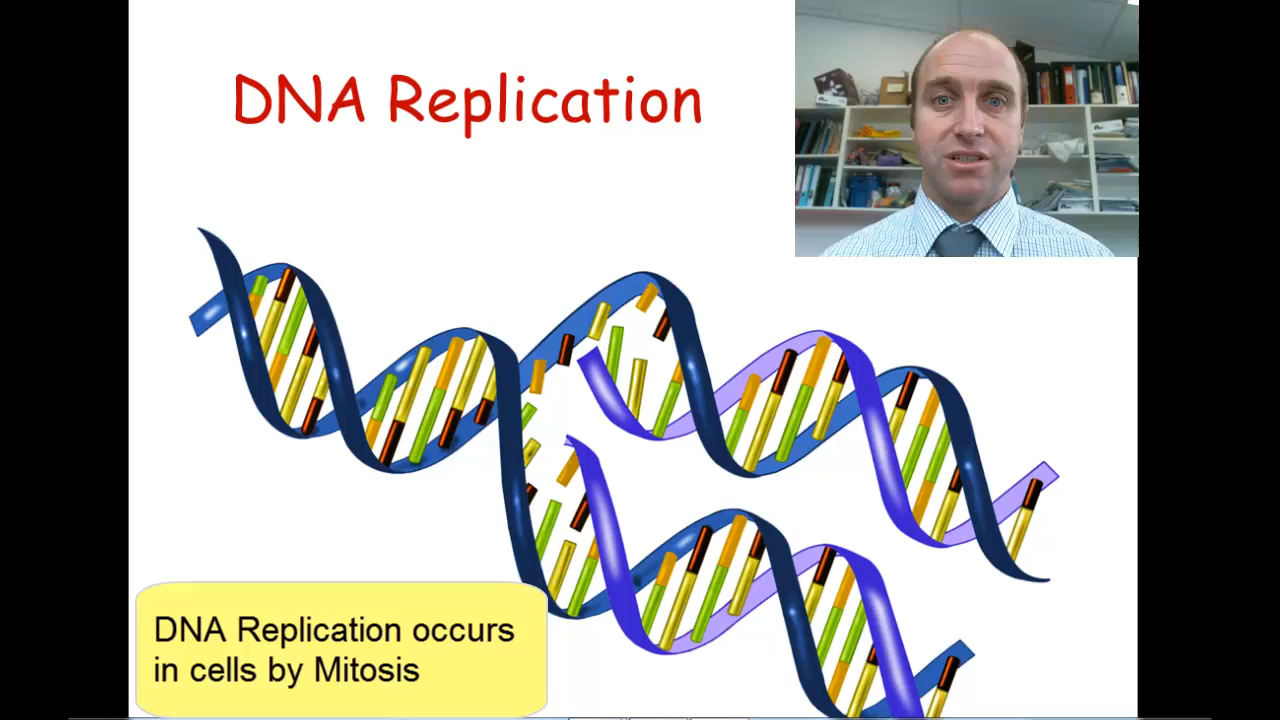 DNA Replication
DNA Replication occurs
in cells by Mitosis